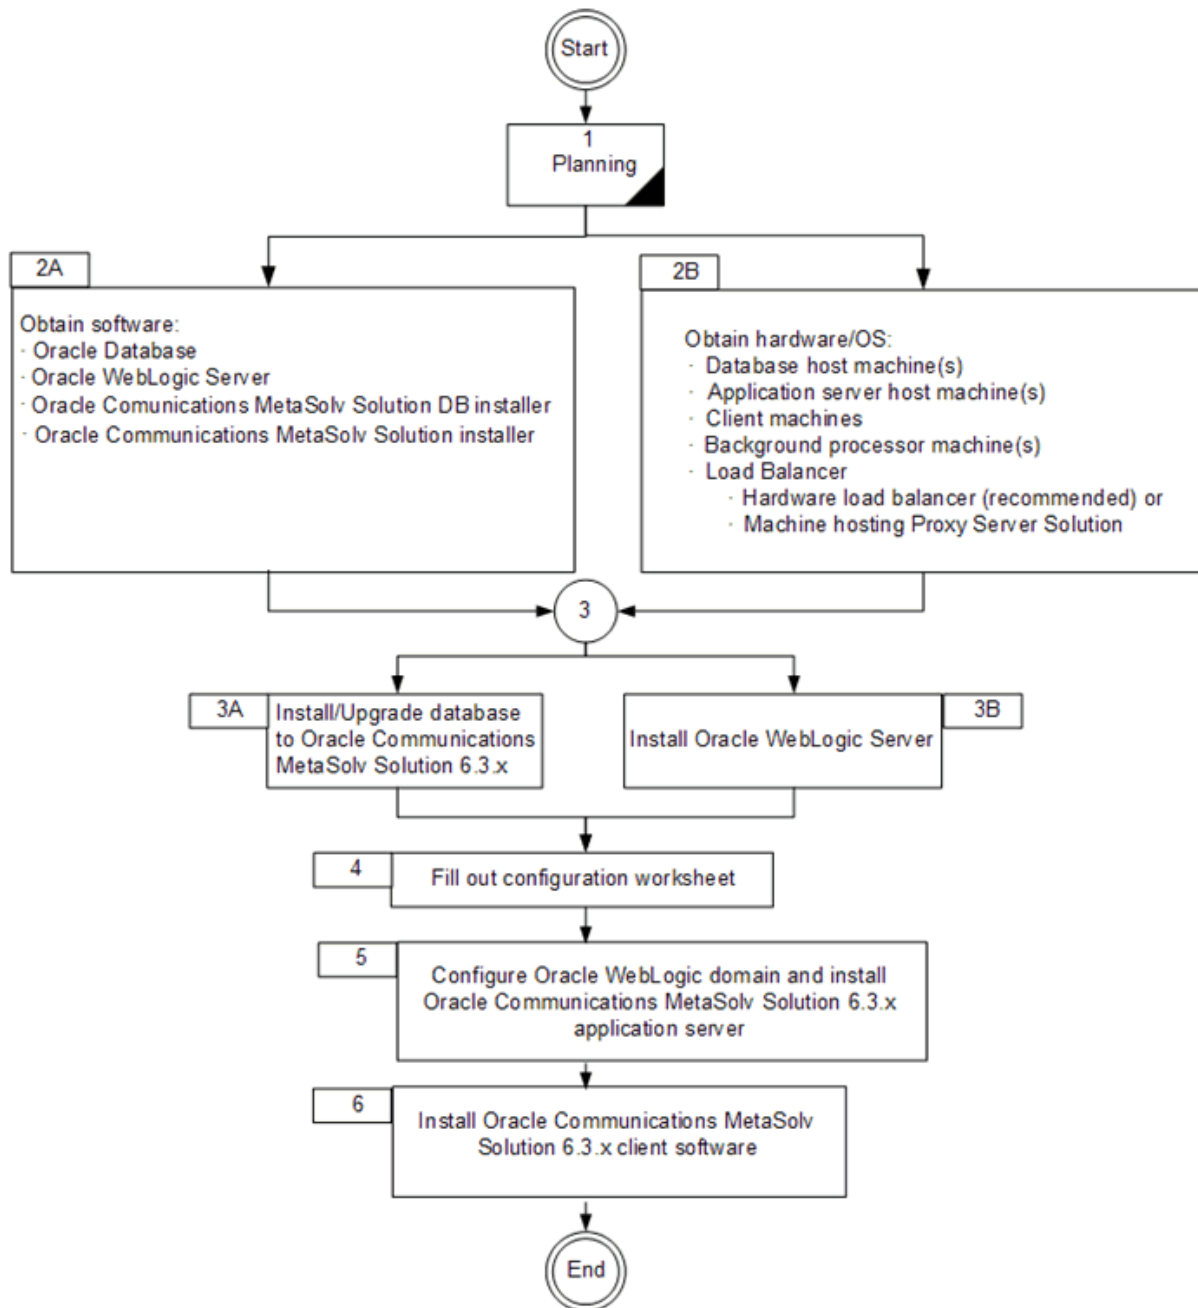 Start
1
Planning
2A
Obtain software:
· Oracle Database
· Oracle WebLogic Server
· Oracle Comunications MetaSolv Solution DB installer
· Oracle Communications MetaSolv Solution installer
2B
Obtain hardware/OS:
· Database host machine(s)
· Application server host machine(s)
· Client machines
· Background processor machine(s)
· Load Balancer
· Hardware load balancer (recommended) or
· Machine hosting Proxy Server Solution
3
3A
Install/Upgrade database
to Oracle Communications
MetaSolv Solution 6.3.x
Install Oracle WebLogic Server
3B
4
Fill out configuration worksheet
5
Configure Oracle WebLogic domain and install
Oracle Communications MetaSolv Solution 6.3.x
application server
6
Install Oracle Communications MetaSolv
Solution 6.3.x client software
End